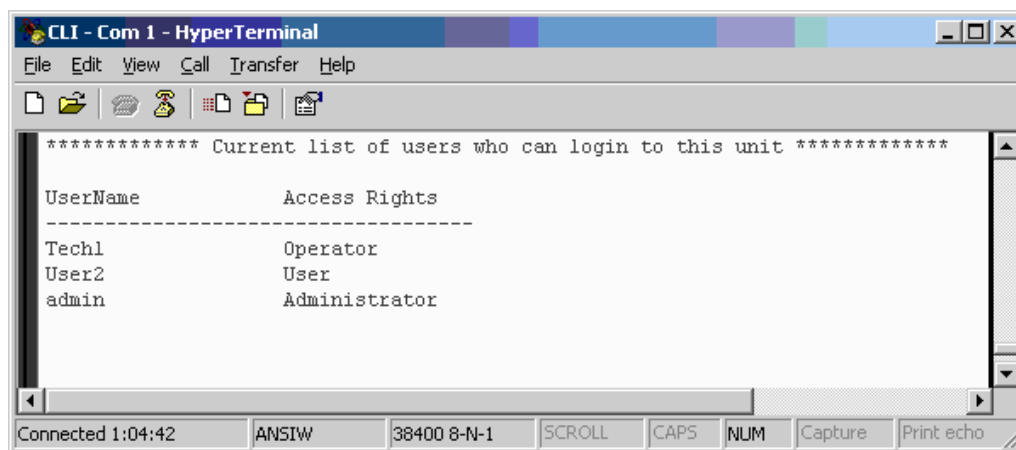 CLI - Com 1 - HyperTerminal
File Edit View Call Transfer Help
************* Current list of users who can login to this unit *************
UserName Access Rights
------------------------------------
Tech1 Operator
User2 User
admin Administrator
Connected 1:04:42 ANSIW 38400 8-N-1 SCROLL CAPS NUM Capture Print echo